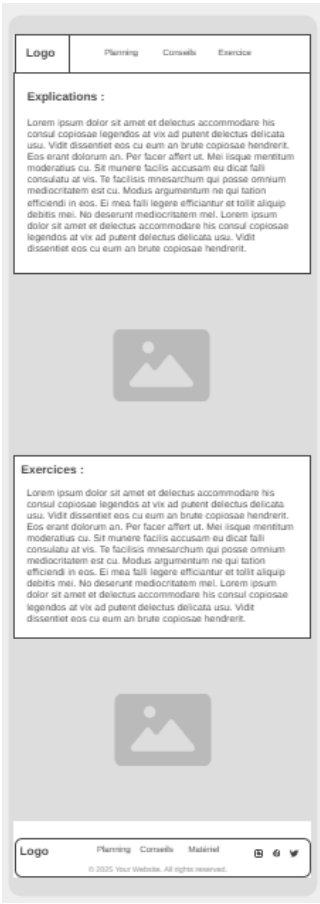 Logo Planning Conseils Exercice
Explications :
Lorem ipsum dolor sit amet et delectus accommodare his
consul copiosae legendos at vix ad putent delectus delicata
usu. Vidit dissentiet eos cu eum an brute copiosae hendrerit.
Eos erant dolorum an. Per facer affert ut. Mei iisque mentitum
moderatius cu. Sit munere facilis accusam eu dicat falli
consulatu at vis. Te facilisis mnesarchum qui posse omnium
mediocritatem est cu. Modus argumentum ne qui tation
efficiendi in eos. Ei mea falli legere efficiantur et tollit aliquip
debitis mei. No deserunt mediocritatem mel. Lorem ipsum
dolor sit amet et delectus accommodare his consul copiosae
legendos at vix ad putent delectus delicata usu. Vidit
dissentiet eos cu eum an brute copiosae hendrerit.
Exercices :
Lorem ipsum dolor sit amet et delectus accommodare his
consul copiosae legendos at vix ad putent delectus delicata
usu. Vidit dissentiet eos cu eum an brute copiosae hendrerit.
Eos erant dolorum an. Per facer affert ut. Mei iisque mentitum
moderatius cu. Sit munere facilis accusam eu dicat falli
consulatu at vis. Te facilisis mnesarchum qui posse omnium
mediocritatem est cu. Modus argumentum ne qui tation
efficiendi in eos. Ei mea falli legere efficiantur et tollit aliquip
debitis mei. No deserunt mediocritatem mel. Lorem ipsum
dolor sit amet et delectus accommodare his consul copiosae
legendos at vix ad putent delectus delicata usu. Vidit
dissentiet eos cu eum an brute copiosae hendrerit.
Logo Planning Conseils Matériel
© 2025 Your Website. All rights reserved.